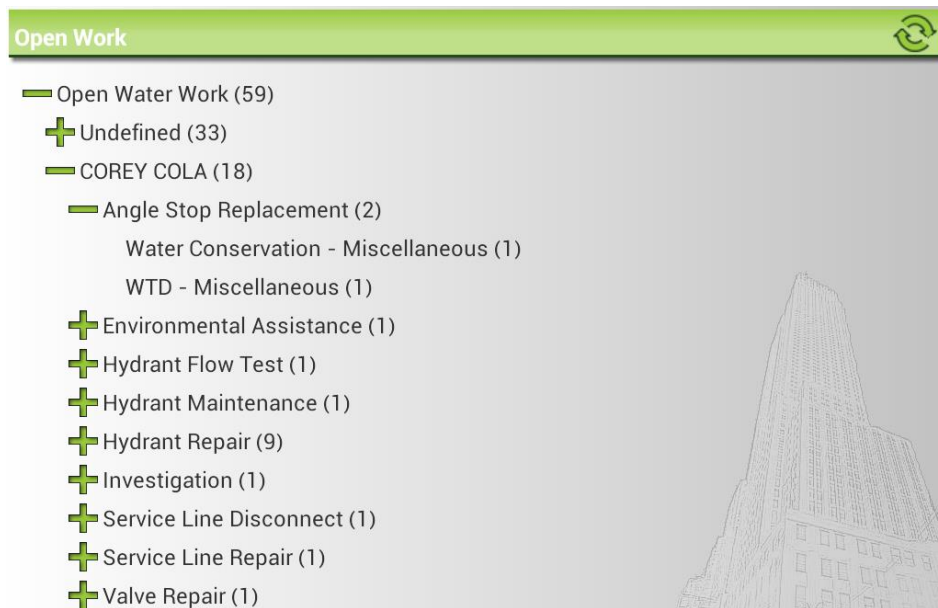 Open Work
Open Water Work (59)
Undefined (33)
COREY COLA (18)
Angle Stop Replacement (2)
Water Conservation - Miscellaneous (1)
WTD - Miscellaneous (1)
Environmental Assistance (1)
Hydrant Flow Test (1)
Hydrant Maintenance (1)
Hydrant Repair (9)
Investigation (1)
Service Line Disconnect (1)
Service Line Repair (1)
Valve Repair (1)